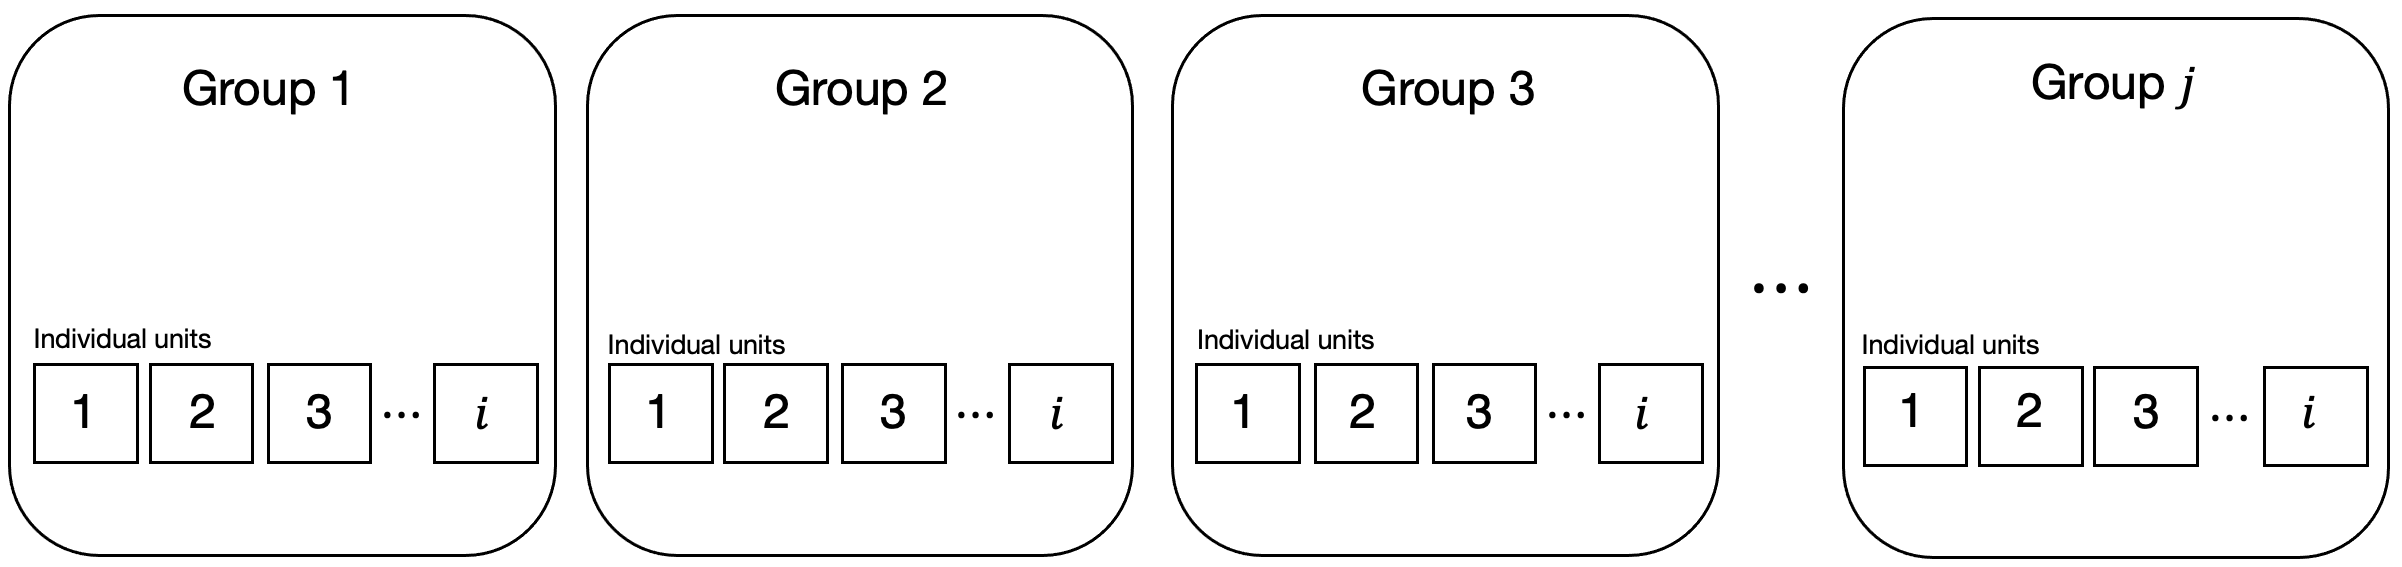 Group 1
Individual units
1 2 3 ... i
Group 2
Individual units
1 2 3 ... i
Group 3
Individual units
1 2 3 ... i
...
Group j
Individual units
1 2 3 ... i